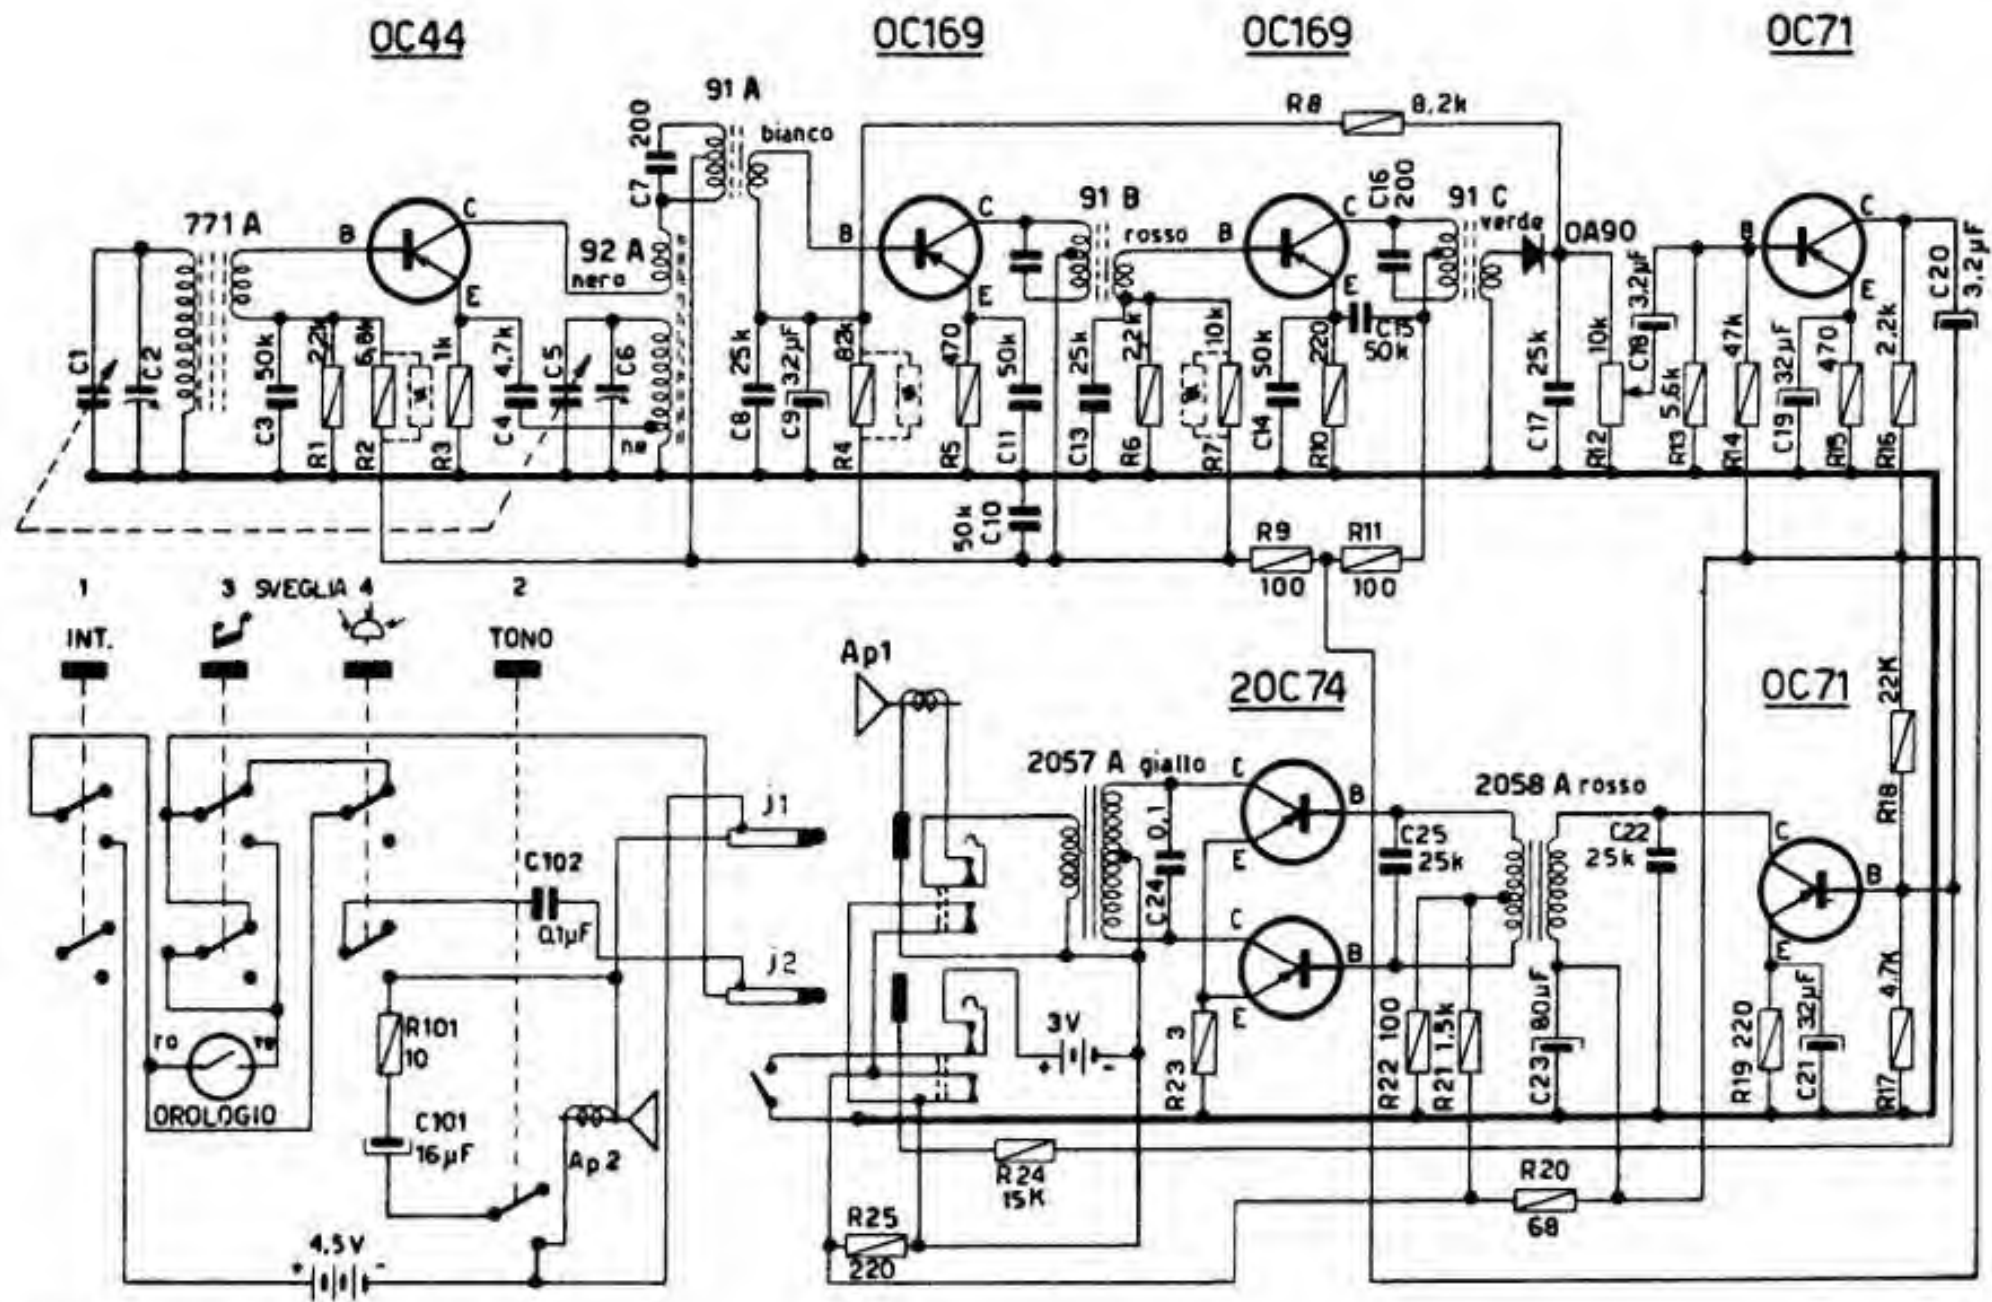 OC44
OC169
OC169
OC71
771 A
B
C
E
C1
C2
50k
C3
22k
R1
6,8k
R2
1k
R3
4,7k
C4
C5
C6
92 A
nero
ne
200
C7
91 A
bianco
25k
C8
32µF
C9
82k
R4
B
C
E
470
R5
50k
C11
50k
C10
91 B
rosso
25k
C13
2,2k
R6
10k
R7
R8
8,2k
B
C
E
50k
C14
220
R10
50k
C16
200
91 C
verde
OA90
25k
C17
10k
R12
C18
3,2µF
5,6k
R13
47k
R14
B
C
E
32µF
C19
470
R15
2,2k
R16
C20
3,2µF
R9
100
R11
100
1
3
SVEGLIA
4
2
INT.
TONO
ro
ve
OROLOGIO
R101
10
C101
16µF
C102
0,1µF
J1
J2
Ap2
4,5V
+
-
Ap1
2057 A giallo
0,1
C24
2OC74
C
B
E
C
B
E
R23
3
3V
+
-
C25
25k
2058 A rosso
C22
25k
R22
100
R21
1.5k
C23
80µF
R20
68
R24
15K
R25
220
OC71
C
B
E
R19
220
C21
32µF
22K
R18
4,7K
R17